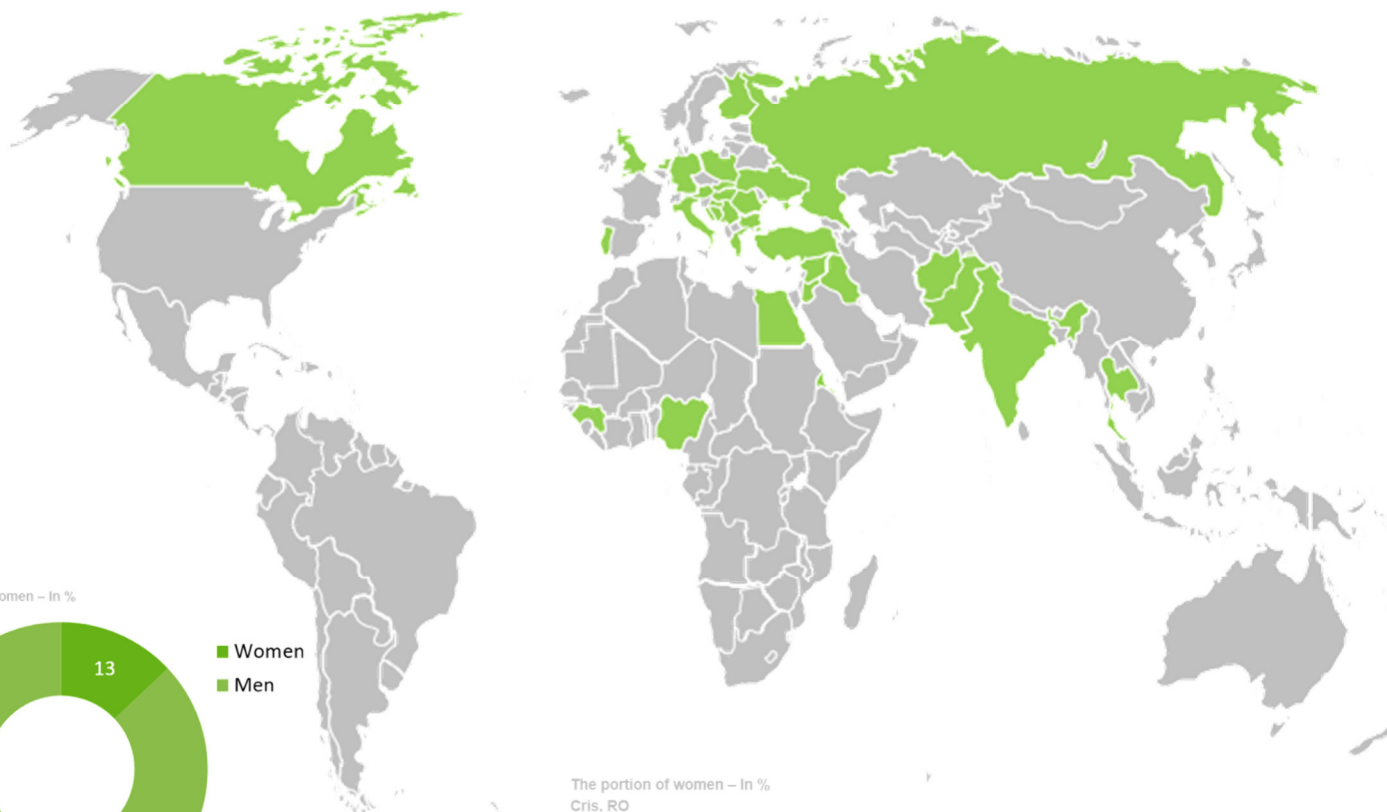 omen – In %
13
Women
Men
The portion of women – In %
Cris, RO